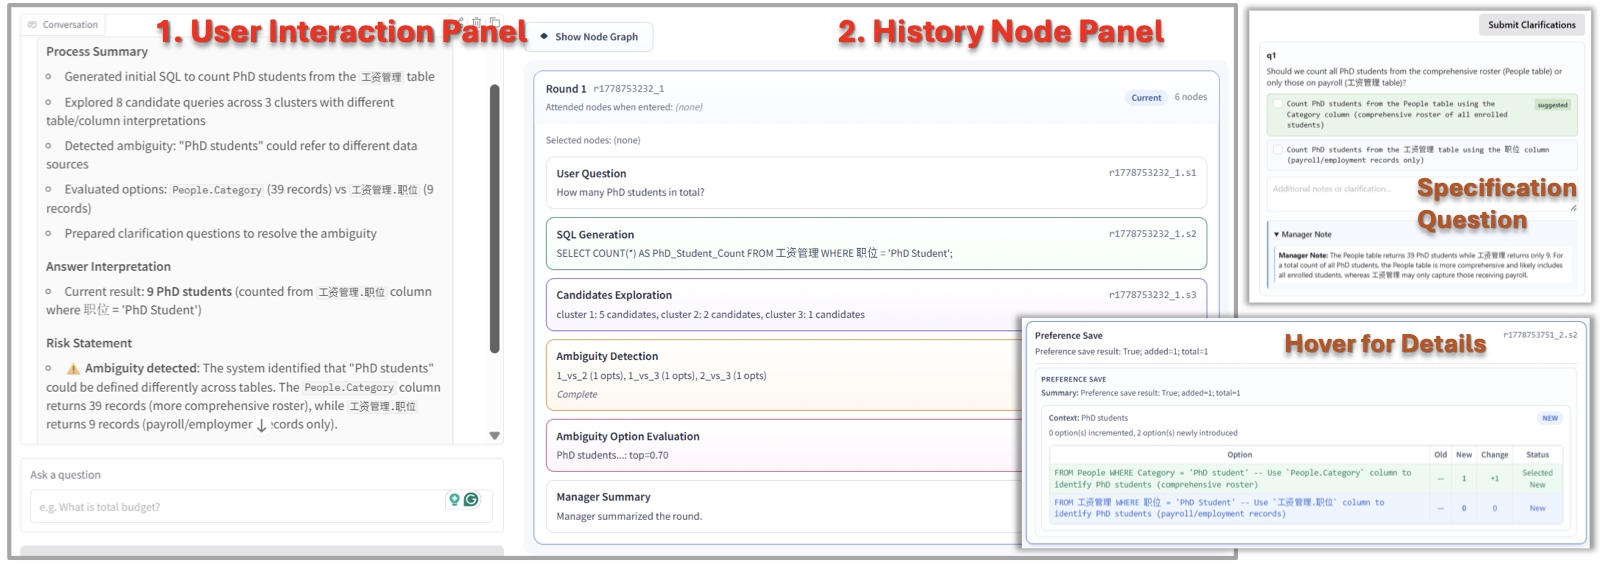 Conversation
1. User Interaction Panel
Process Summary
Generated initial SQL to count PhD students from the 工资管理 table
Explored 8 candidate queries across 3 clusters with different
table/column interpretations
Detected ambiguity: "PhD students" could refer to different data
sources
Evaluated options: People.Category (39 records) vs 工资管理.职位 (9
records)
Prepared clarification questions to resolve the ambiguity
Answer Interpretation
Current result: 9 PhD students (counted from 工资管理.职位 column
where 职位 = 'PhD Student')
Risk Statement
⚠️ Ambiguity detected: The system identified that "PhD students"
could be defined differently across tables. The People.Category column
returns 39 records (more comprehensive roster), while 工资管理.职位
returns 9 records (payroll/employmer ecords only).
Ask a question
e.g. What is total budget?
Show Node Graph
2. History Node Panel
Round 1 r1778753232_1
Attended nodes when entered: (none)
Current 6 nodes
Selected nodes: (none)
User Question r1778753232_1.s1
How many PhD students in total?
SQL Generation r1778753232_1.s2
SELECT COUNT(*) AS PhD_Student_Count FROM 工资管理 WHERE 职位 = 'PhD Student';
Candidates Exploration r1778753232_1.s3
cluster 1: 5 candidates, cluster 2: 2 candidates, cluster 3: 1 candidates
Ambiguity Detection
1_vs_2 (1 opts), 1_vs_3 (1 opts), 2_vs_3 (1 opts)
Complete
Ambiguity Option Evaluation
PhD students...: top=0.70
Manager Summary
Manager summarized the round.
Submit Clarifications
q1
Should we count all PhD students from the comprehensive roster (People table) or
only those on payroll (工资管理 table)?
Count PhD students from the People table using the suggested
Category column (comprehensive roster of all enrolled
students)
Count PhD students from the 工资管理 table using the 职位 column
(payroll/employment records only)
Additional notes or clarification...
Specification
Question
▼ Manager Note
Manager Note: The People table returns 39 PhD students while 工资管理 returns only 9. For
a total count of all PhD students, the People table is more comprehensive and likely includes
all enrolled students, whereas 工资管理 may only capture those receiving payroll.
Preference Save r1778753751_2.s2
Hover for Details
Preference save result: True; added=1; total=1
PREFERENCE SAVE
Summary: Preference save result: True; added=1; total=1
Context: PhD students NEW
0 option(s) incremented, 2 option(s) newly introduced
Option Old New Change Status
FROM People WHERE Category = 'PhD student' -- Use `People.Category` column to
identify PhD students (comprehensive roster)
— 1 +1 Selected
New
FROM 工资管理 WHERE 职位 = 'PhD Student' -- Use `工资管理.职位` column to
identify PhD students (payroll/employment records)
— 0 0 New